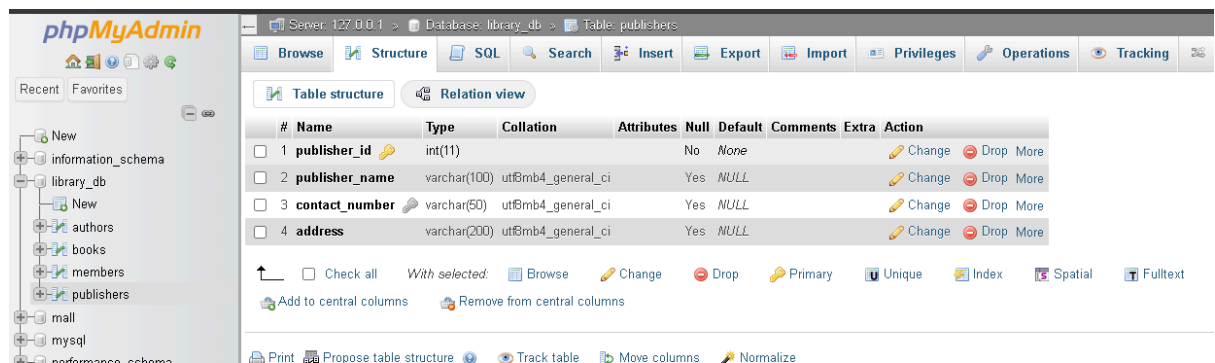 phpMyAdmin
Recent Favorites
New
information_schema
library_db
New
authors
books
members
publishers
mall
mysql
performance_schema
Server: 127.0.0.1 » Database: library_db » Table: publishers
Browse Structure SQL Search Insert Export Import Privileges Operations Tracking
Table structure Relation view
# Name Type Collation Attributes Null Default Comments Extra Action
1 publisher_id int(11) No None Change Drop More
2 publisher_name varchar(100) utf8mb4_general_ci Yes NULL Change Drop More
3 contact_number varchar(50) utf8mb4_general_ci Yes NULL Change Drop More
4 address varchar(200) utf8mb4_general_ci Yes NULL Change Drop More
Check all With selected: Browse Change Drop Primary Unique Index Spatial Fulltext
Add to central columns Remove from central columns
Print Propose table structure Track table Move columns Normalize